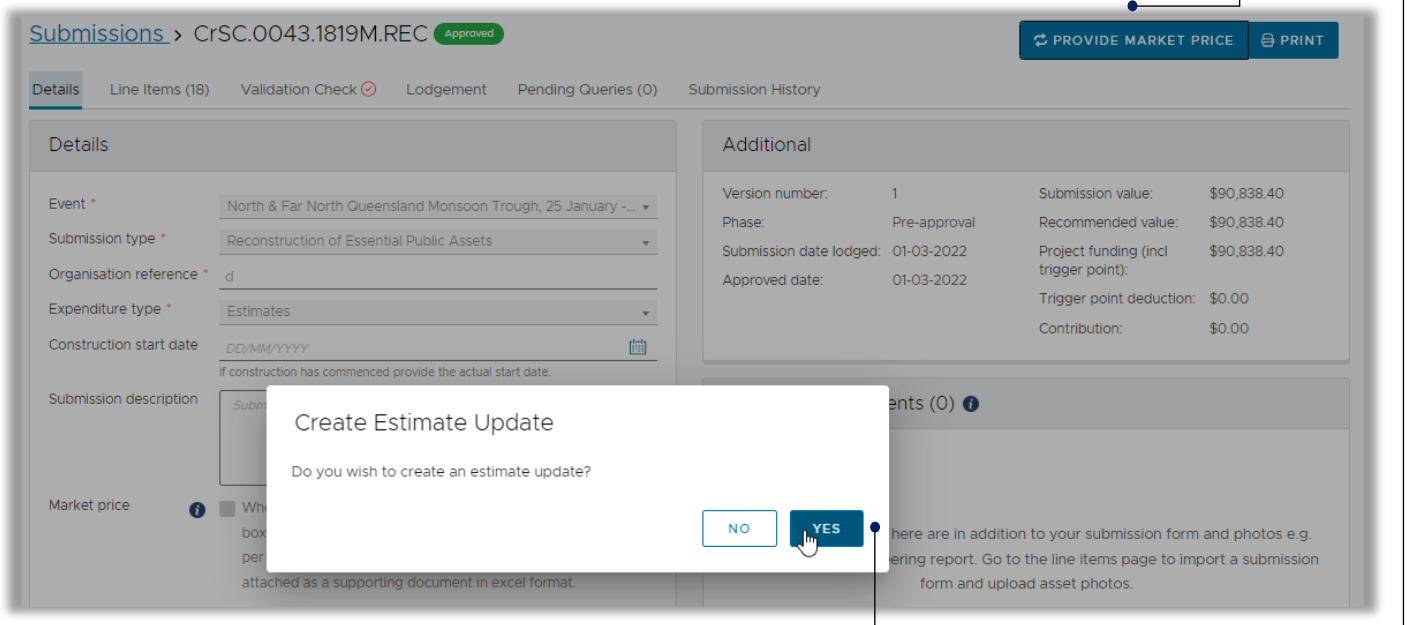 Submissions > CrSC.0043.1819M.REC Approved
PROVIDE MARKET PRICE PRINT
Details Line Items (18) Validation Check Lodgement Pending Queries (0) Submission History
Details
Event * North & Far North Queensland Monsoon Trough, 25 January -...
Submission type * Reconstruction of Essential Public Assets
Organisation reference * d
Expenditure type * Estimates
Construction start date DD/MM/YYYY
If construction has commenced provide the actual start date.
Submission description Subm
Market price Whe
box
per
attached as a supporting document in excel format.
Additional
Version number: 1
Phase: Pre-approval
Submission date lodged: 01-03-2022
Approved date: 01-03-2022
Submission value: $90,838.40
Recommended value: $90,838.40
Project funding (incl $90,838.40
trigger point):
Trigger point deduction: $0.00
Contribution: $0.00
ents (0)
here are in addition to your submission form and photos e.g.
ering report. Go to the line items page to import a submission
form and upload asset photos.
Create Estimate Update
Do you wish to create an estimate update?
NO YES